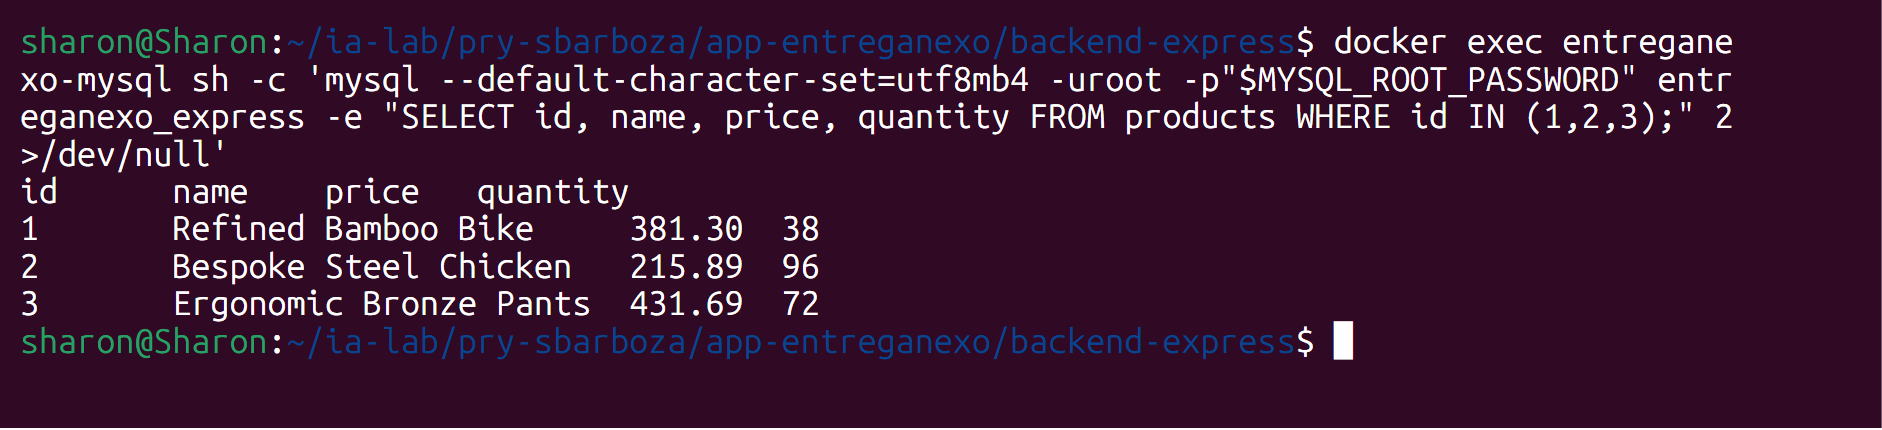 sharon@Sharon:~/ia-lab/pry-sbarboza/app-entreganexo/backend-express$ docker exec entregane
xo-mysql sh -c 'mysql --default-character-set=utf8mb4 -uroot -p"$MYSQL_ROOT_PASSWORD" entr
eganexo_express -e "SELECT id, name, price, quantity FROM products WHERE id IN (1,2,3);" 2
>/dev/null'
id      name    price   quantity
1       Refined Bamboo Bike     381.30  38
2       Bespoke Steel Chicken   215.89  96
3       Ergonomic Bronze Pants  431.69  72
sharon@Sharon:~/ia-lab/pry-sbarboza/app-entreganexo/backend-express$